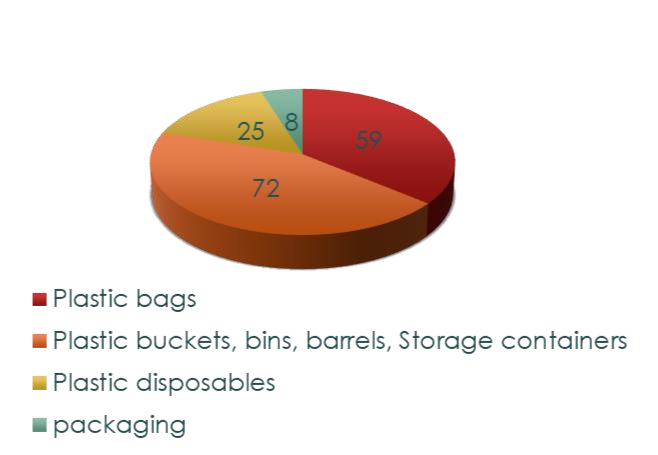 8
25
59
72
Plastic bags
Plastic buckets, bins, barrels, Storage containers
Plastic disposables
packaging